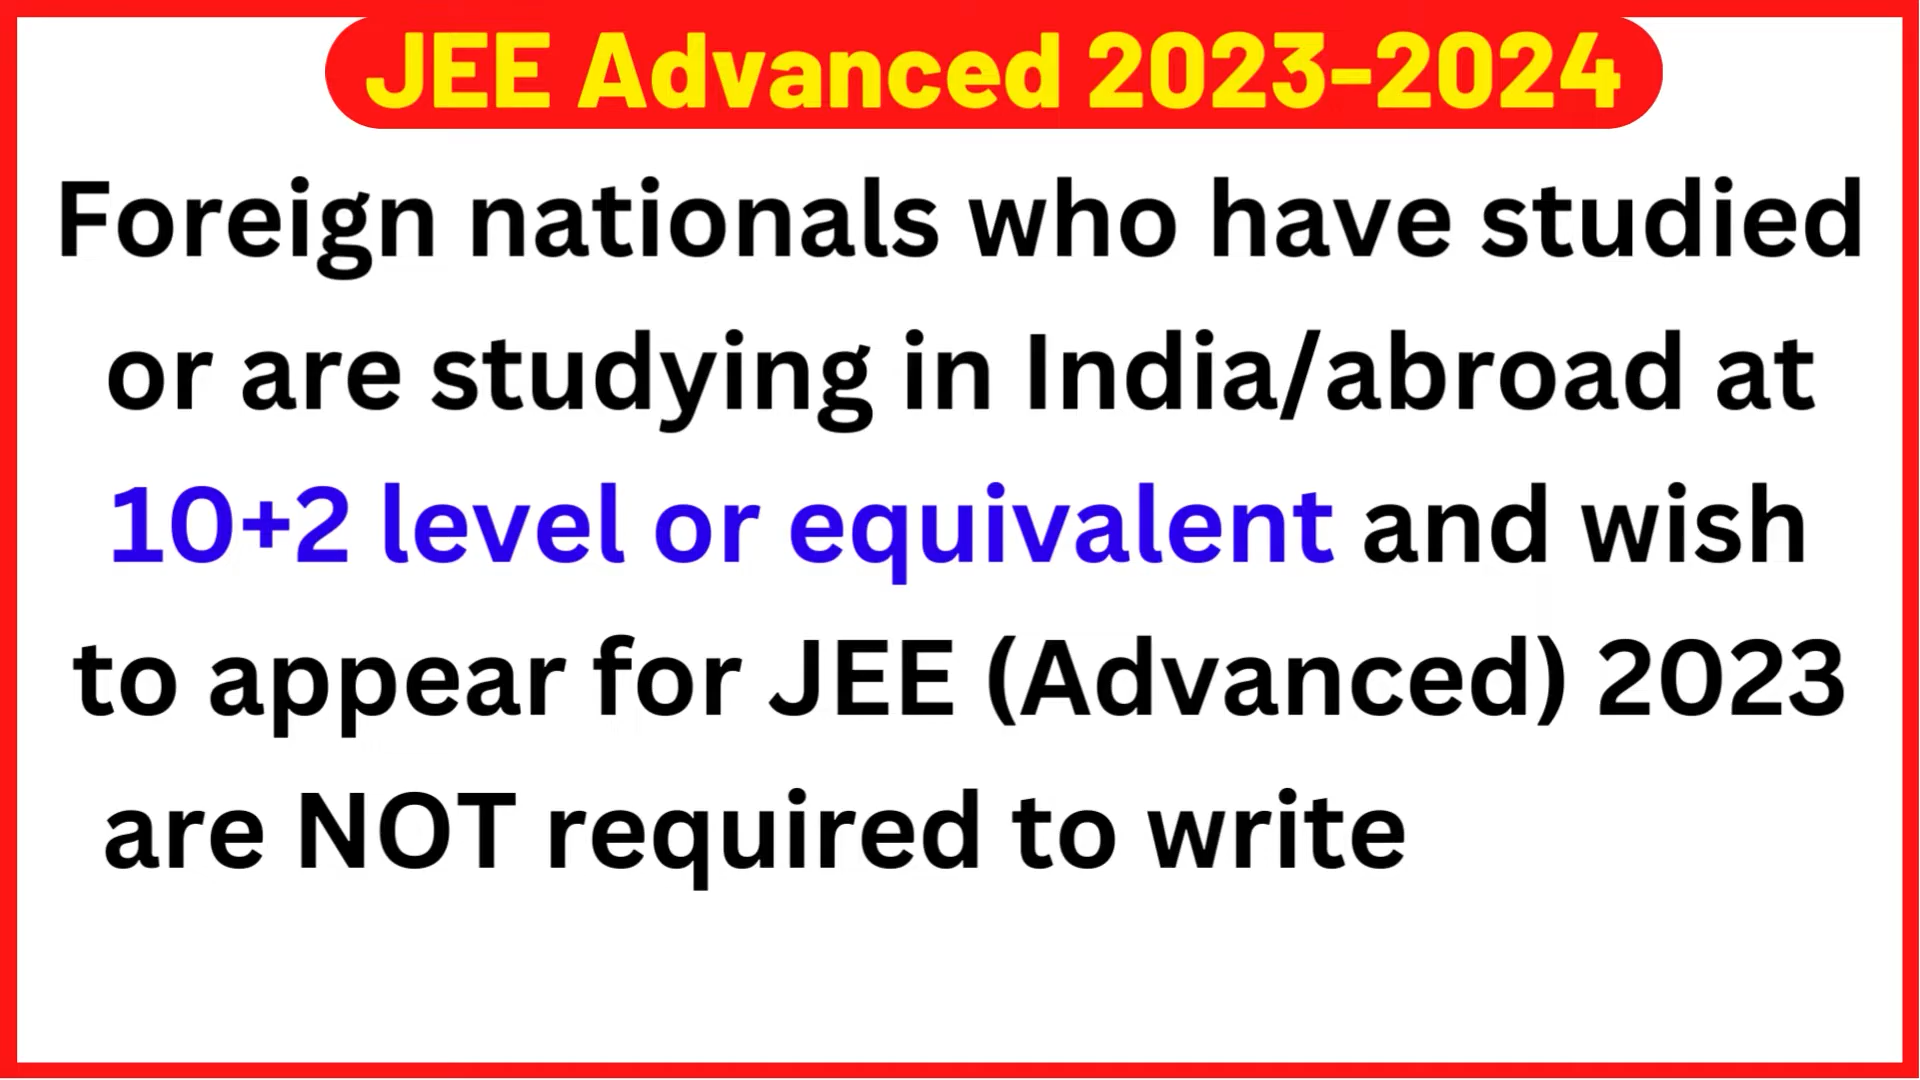 JEE Advanced 2023-2024
Foreign nationals who have studied
or are studying in India/abroad at
10+2 level or equivalent and wish
to appear for JEE (Advanced) 2023
are NOT required to write